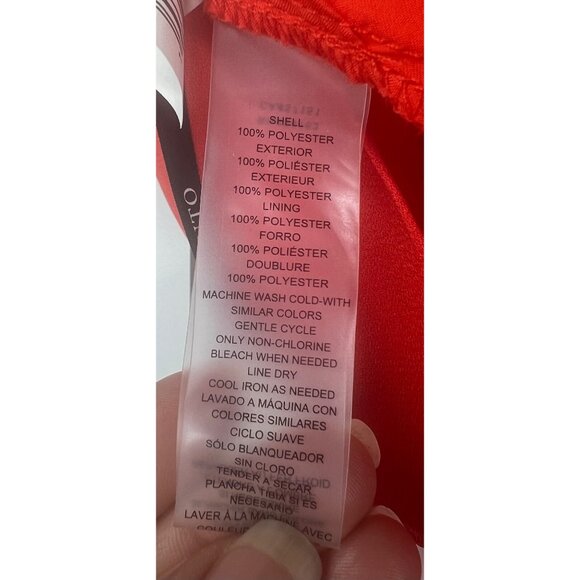 SHELL
100% POLYESTER
EXTERIOR
100% POLIÉSTER
EXTERIEUR
100% POLYESTER
LINING
100% POLYESTER
FORRO
100% POLIÉSTER
DOUBLURE
100% POLYESTER
MACHINE WASH COLD-WITH
SIMILAR COLORS
GENTLE CYCLE
ONLY NON-CHLORINE
BLEACH WHEN NEEDED
LINE DRY
COOL IRON AS NEEDED
LAVADO A MÁQUINA CON
COLORES SIMILARES
CICLO SUAVE
SÓLO BLANQUEADOR
SIN CLORO
TENDER A SECAR
PLANCHA TIBIA SI ES
NECESARIO
LAVER À LA MACHINE AVEC